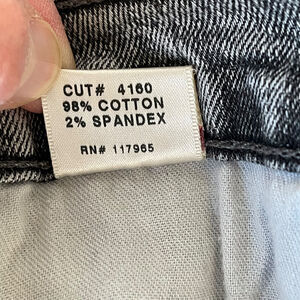 CUT# 4160
98% COTTON
2% SPANDEX
RN# 117965